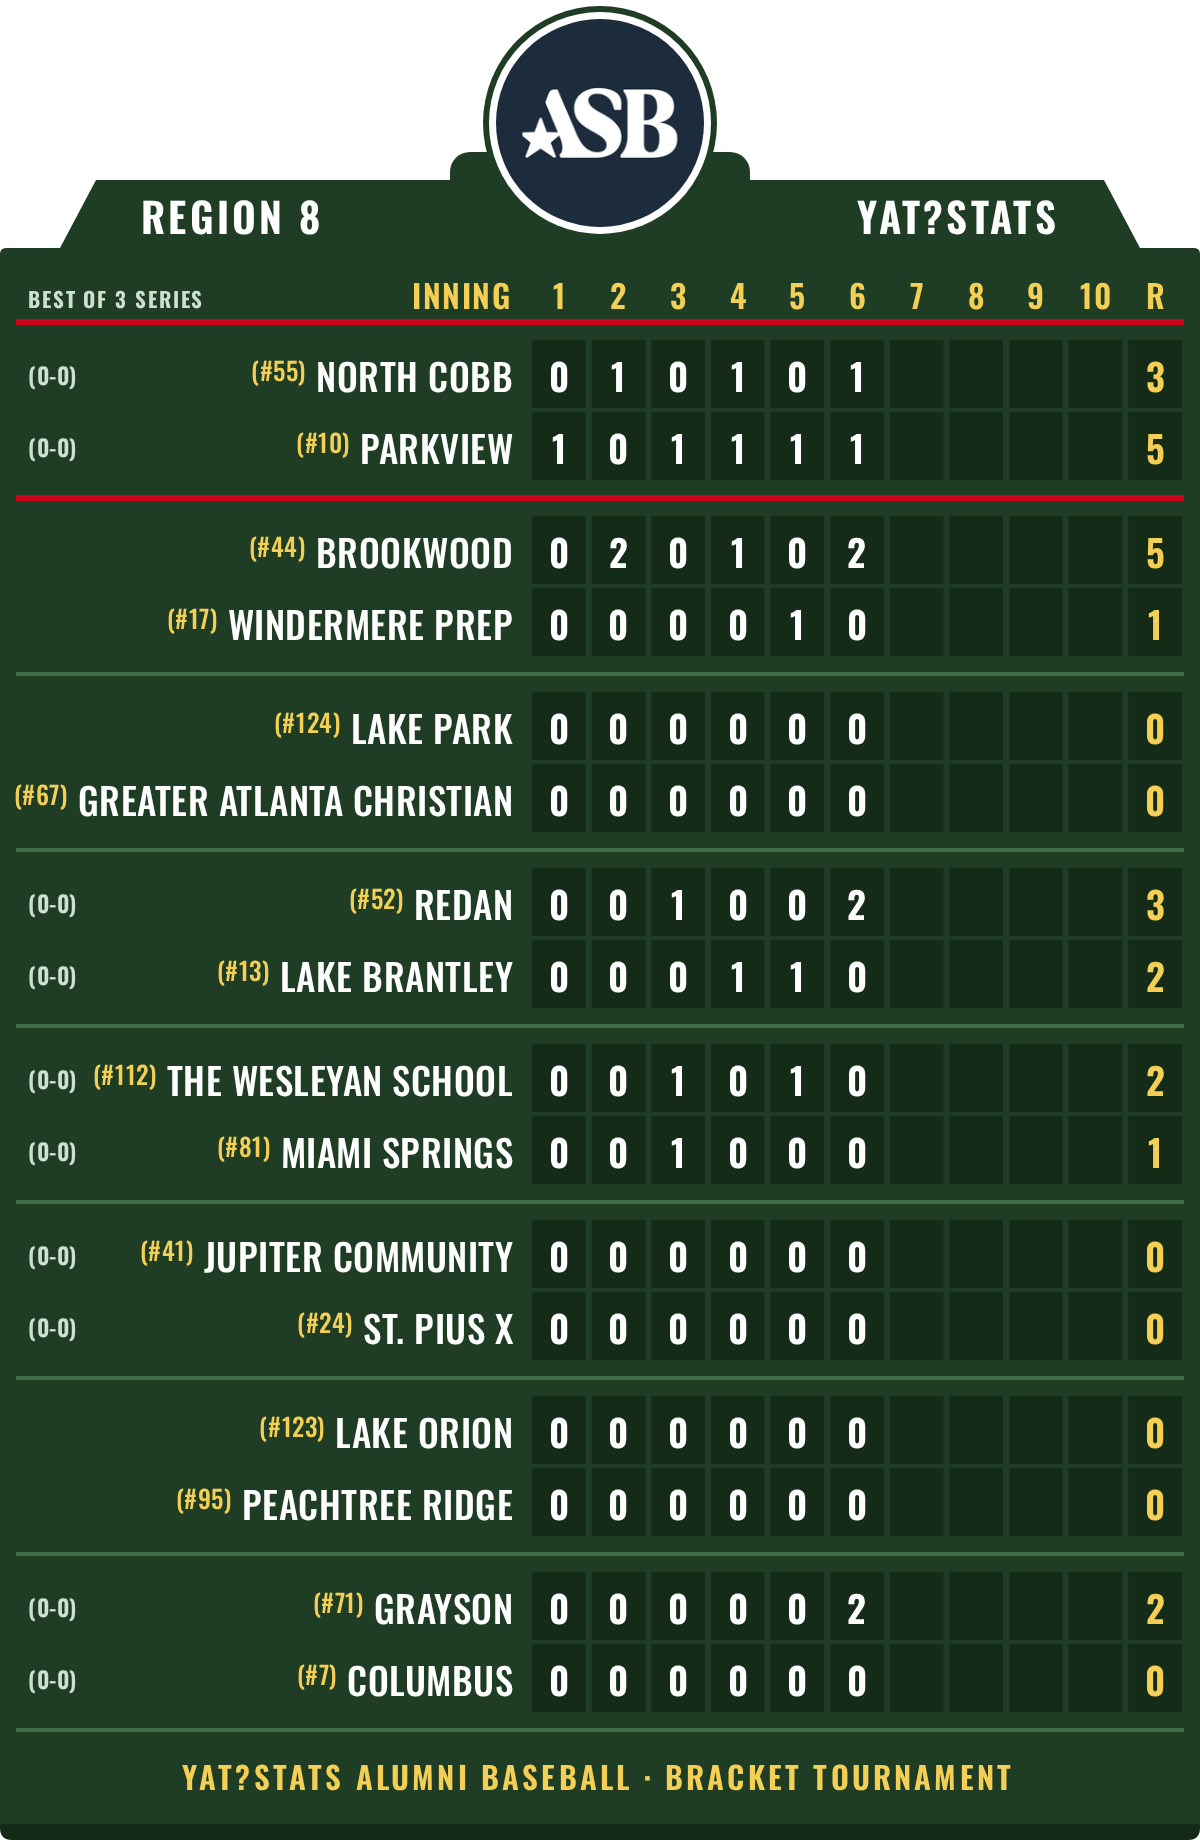 ASB
REGION 8 YAT?STATS
BEST OF 3 SERIES INNING 1 2 3 4 5 6 7 8 9 10 R
(0-0) (#55) NORTH COBB 0 1 0 1 0 1 3
(0-0) (#10) PARKVIEW 1 0 1 1 1 1 5
(#44) BROOKWOOD 0 2 0 1 0 2 5
(#17) WINDERMERE PREP 0 0 0 0 1 0 1
(#124) LAKE PARK 0 0 0 0 0 0 0
(#67) GREATER ATLANTA CHRISTIAN 0 0 0 0 0 0 0
(0-0) (#52) REDAN 0 0 1 0 0 2 3
(0-0) (#13) LAKE BRANTLEY 0 0 0 1 1 0 2
(0-0) (#112) THE WESLEYAN SCHOOL 0 0 1 0 1 0 2
(0-0) (#81) MIAMI SPRINGS 0 0 1 0 0 0 1
(0-0) (#41) JUPITER COMMUNITY 0 0 0 0 0 0 0
(0-0) (#24) ST. PIUS X 0 0 0 0 0 0 0
(#123) LAKE ORION 0 0 0 0 0 0 0
(#95) PEACHTREE RIDGE 0 0 0 0 0 0 0
(0-0) (#71) GRAYSON 0 0 0 0 0 2 2
(0-0) (#7) COLUMBUS 0 0 0 0 0 0 0
YAT?STATS ALUMNI BASEBALL · BRACKET TOURNAMENT